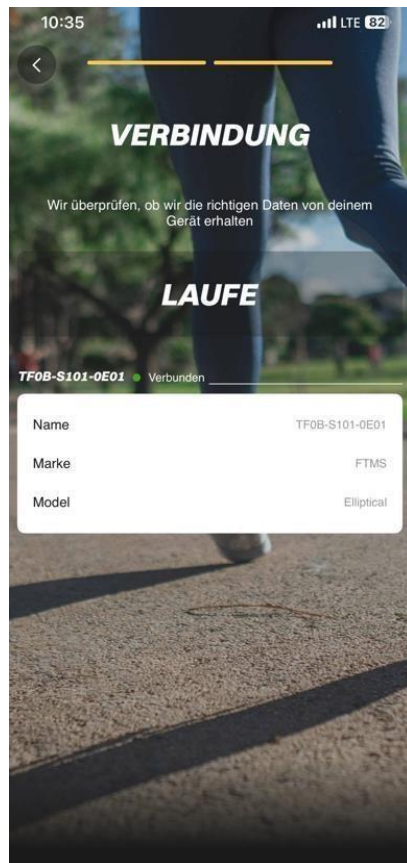 10:35
LTE 82
VERBINDUNG
Wir überprüfen, ob wir die richtigen Daten von deinem
Gerät erhalten
LAUFE
TF0B-S101-0E01 Verbunden
Name TF0B-S101-0E01
Marke FTMS
Model Elliptical